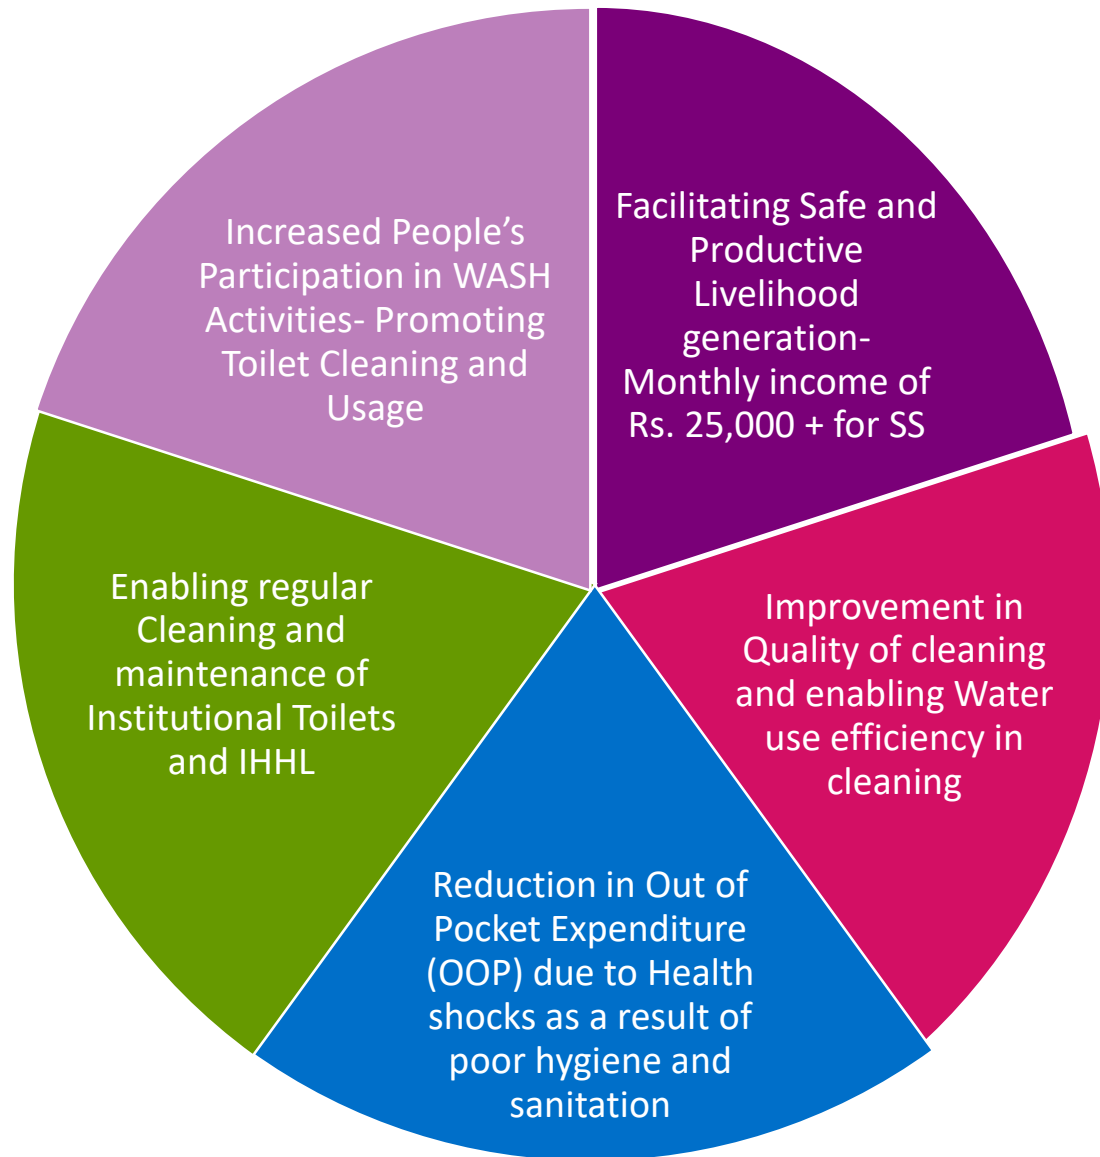 Increased People’s
Participation in WASH
Activities- Promoting
Toilet Cleaning and
Usage
Facilitating Safe and
Productive
Livelihood
generation-
Monthly income of
Rs. 25,000 + for SS
Improvement in
Quality of cleaning
and enabling Water
use efficiency in
cleaning
Reduction in Out of
Pocket Expenditure
(OOP) due to Health
shocks as a result of
poor hygiene and
sanitation
Enabling regular
Cleaning and
maintenance of
Institutional Toilets
and IHHL